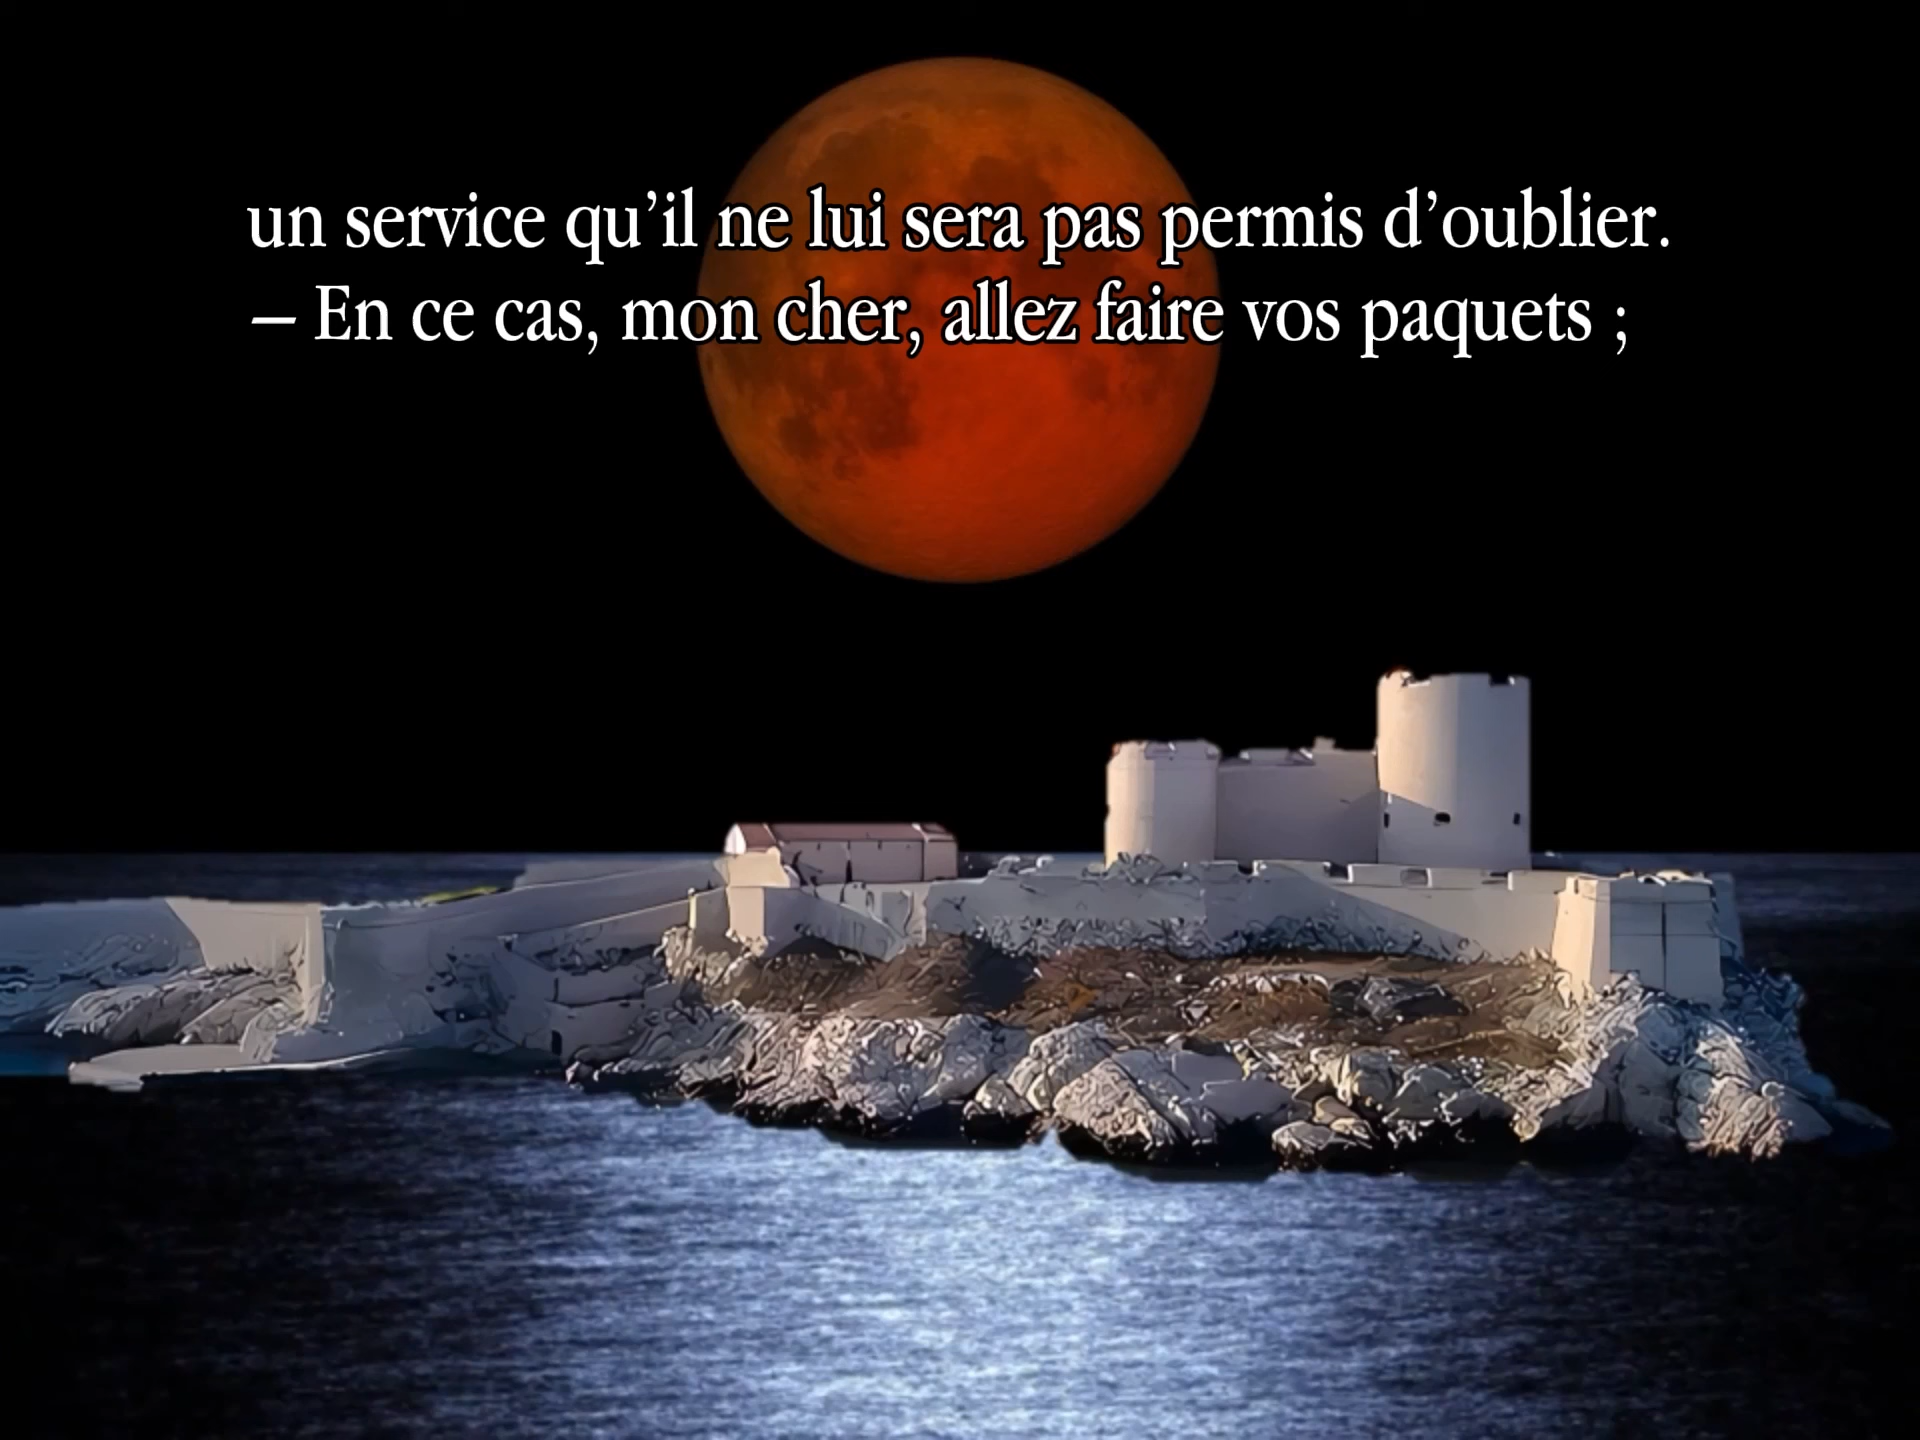 un service qu’il ne lui sera pas permis d’oublier.
– En ce cas, mon cher, allez faire vos paquets ;